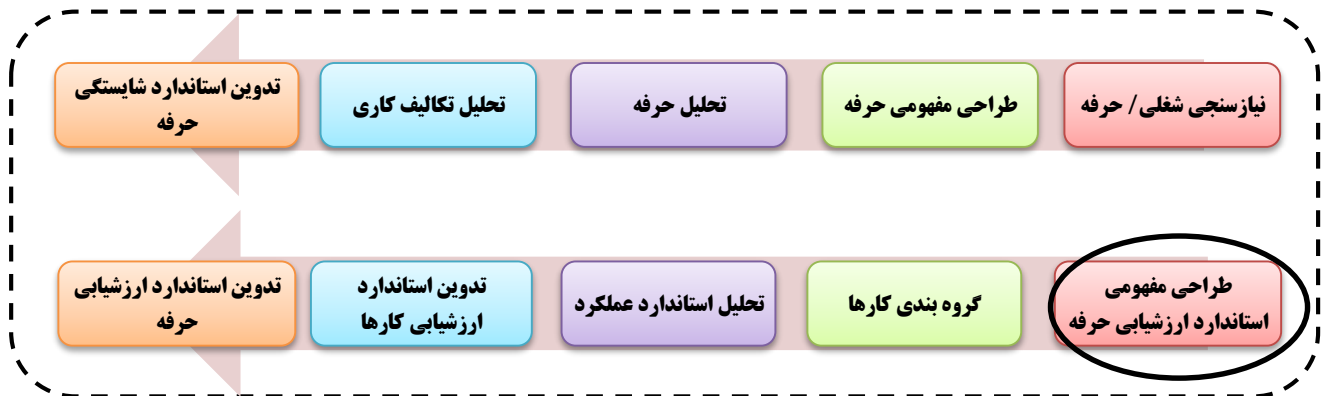 نیازسنجی شغلی/ حرفه
طراحی مفهومی حرفه
تحلیل حرفه
تحلیل تکالیف کاری
تدوین استاندارد شایستگی
حرفه
طراحی مفهومی
استاندارد ارزشیابی حرفه
گروه بندی کارها
تحلیل استاندارد عملکرد
تدوین استاندارد
ارزشیابی کارها
تدوین استاندارد ارزشیابی
حرفه